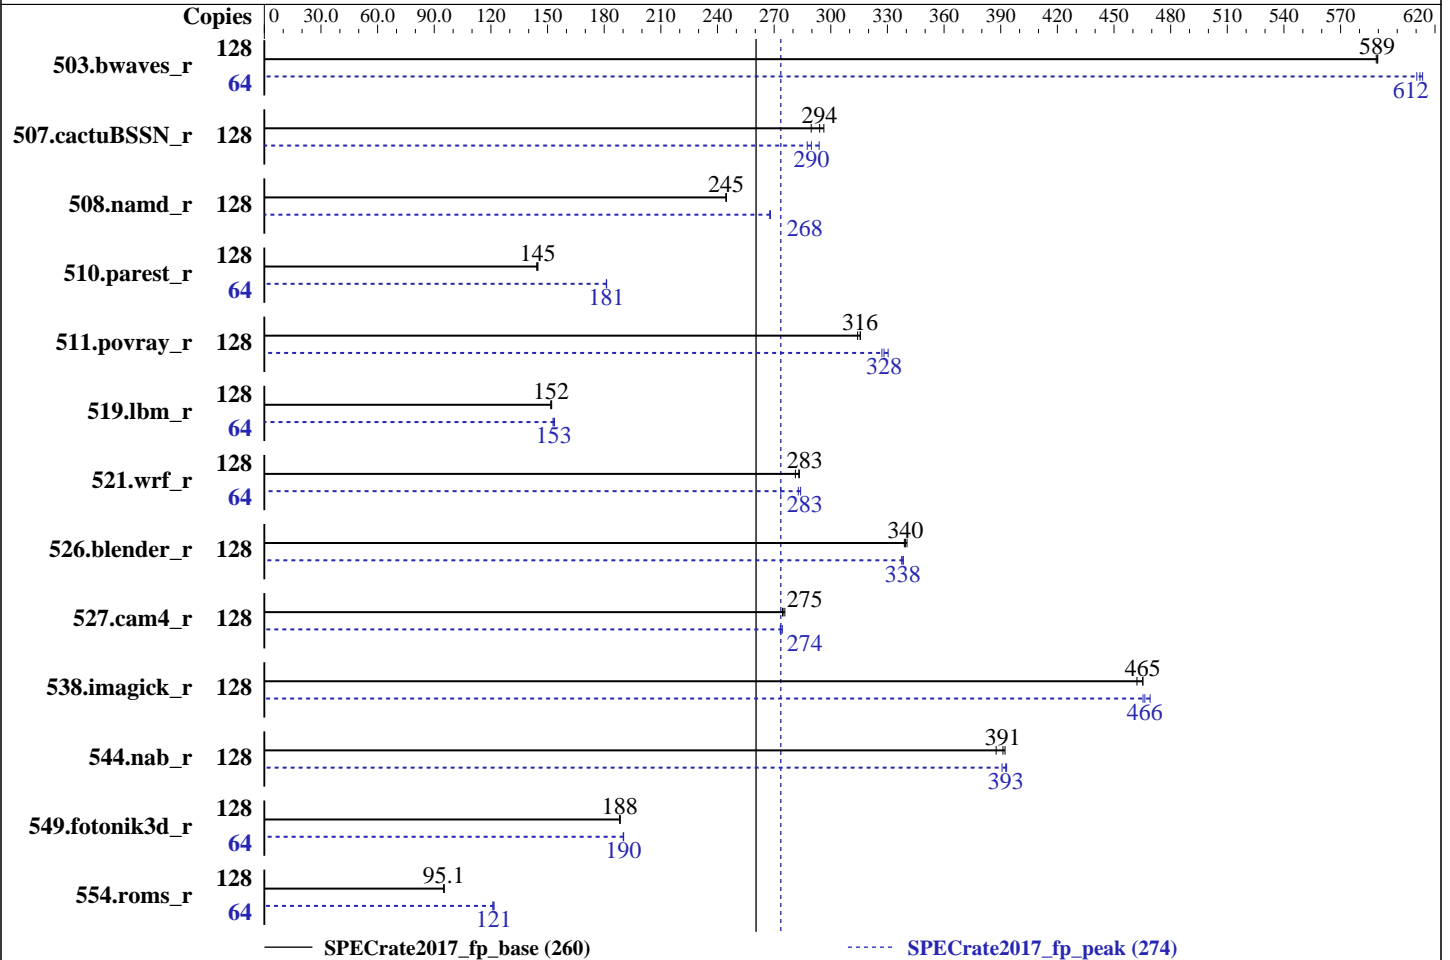 Copies 0 30.0 60.0 90.0 120 150 180 210 240 270 300 330 360 390 420 450 480 510 540 570 620
503.bwaves_r 128 589
64 612
507.cactuBSSN_r 128 294
290
508.namd_r 128 245
268
510.parest_r 128 145
64 181
511.povray_r 128 316
328
519.lbm_r 128 152
64 153
521.wrf_r 128 283
64 283
526.blender_r 128 340
338
527.cam4_r 128 275
274
538.imagick_r 128 465
466
544.nab_r 128 391
393
549.fotonik3d_r 128 188
64 190
554.roms_r 128 95.1
64 121
SPECrate2017_fp_base (260) SPECrate2017_fp_peak (274)